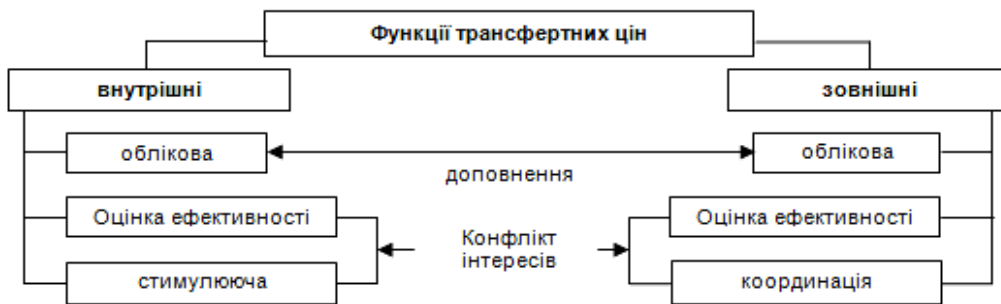 Функції трансфертних цін
внутрішні
зовнішні
облікова
облікова
доповнення
Оцінка ефективності
Оцінка ефективності
Конфлікт
інтересів
стимулююча
координація